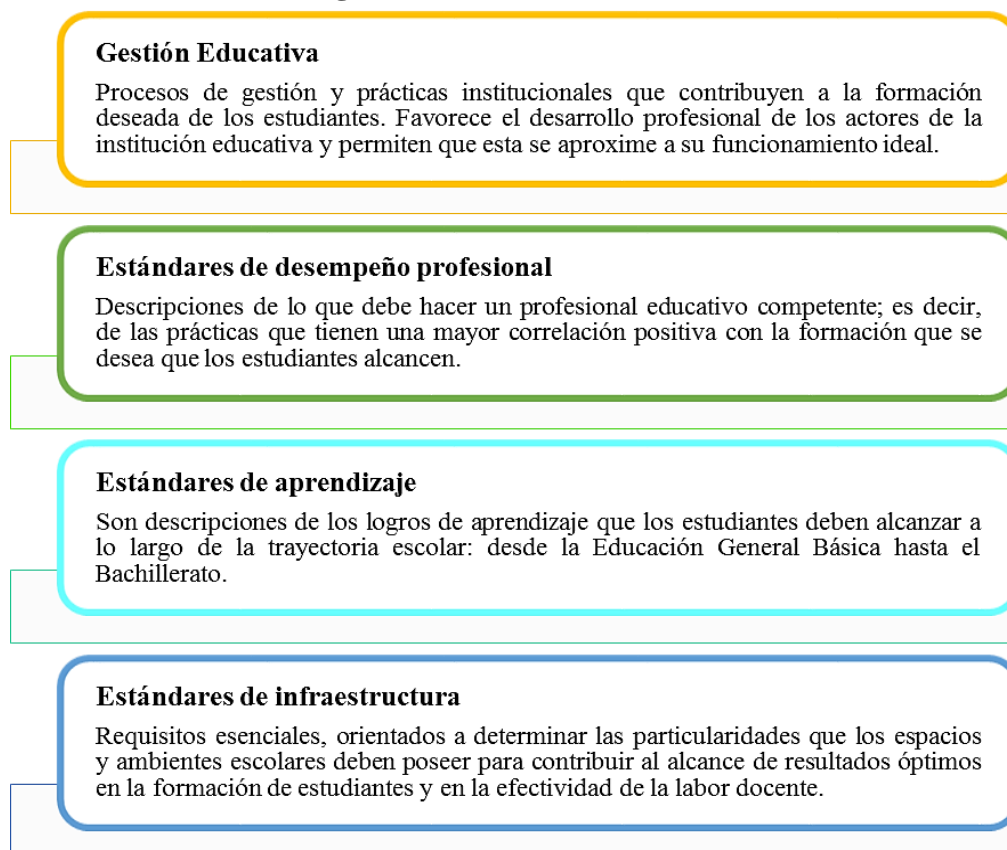 Gestión Educativa
Procesos de gestión y prácticas institucionales que contribuyen a la formación
deseada de los estudiantes. Favorece el desarrollo profesional de los actores de la
institución educativa y permiten que esta se aproxime a su funcionamiento ideal.
Estándares de desempeño profesional
Descripciones de lo que debe hacer un profesional educativo competente; es decir,
de las prácticas que tienen una mayor correlación positiva con la formación que se
desea que los estudiantes alcancen.
Estándares de aprendizaje
Son descripciones de los logros de aprendizaje que los estudiantes deben alcanzar a
lo largo de la trayectoria escolar: desde la Educación General Básica hasta el
Bachillerato.
Estándares de infraestructura
Requisitos esenciales, orientados a determinar las particularidades que los espacios
y ambientes escolares deben poseer para contribuir al alcance de resultados óptimos
en la formación de estudiantes y en la efectividad de la labor docente.